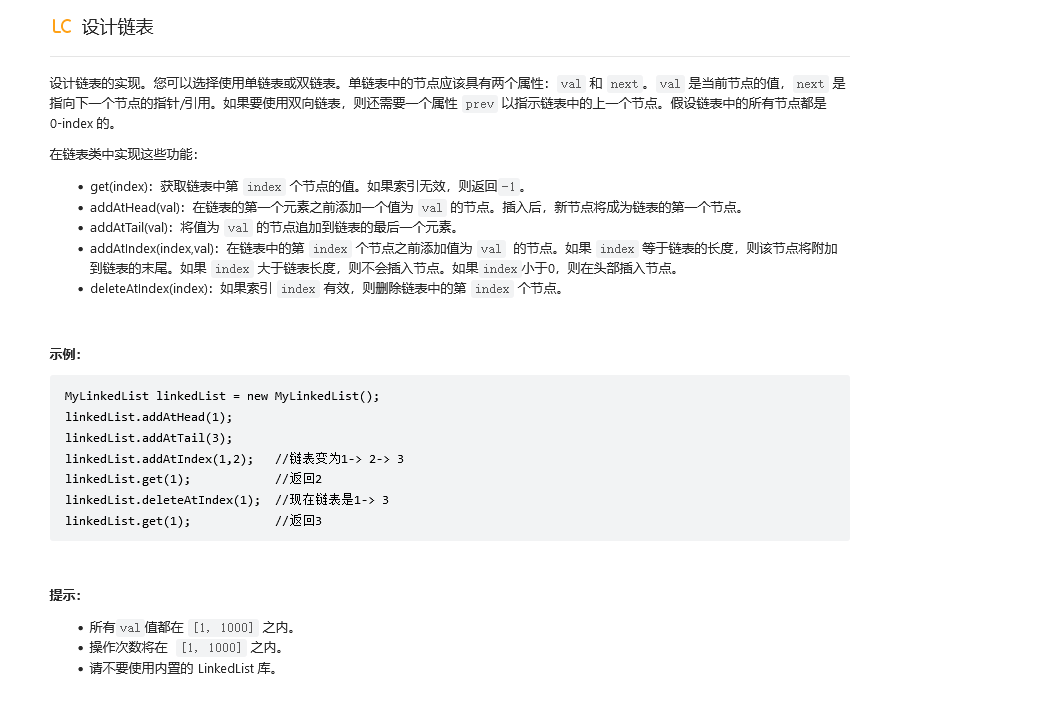 LC 设计链表
设计链表的实现。您可以选择使用单链表或双链表。单链表中的节点应该具有两个属性：val 和 next。val 是当前节点的值，next 是
指向下一个节点的指针/引用。如果要使用双向链表，则还需要一个属性 prev 以指示链表中的上一个节点。假设链表中的所有节点都是
0-index 的。
在链表类中实现这些功能：
• get(index)：获取链表中第 index 个节点的值。如果索引无效，则返回-1。
• addAtHead(val)：在链表的第一个元素之前添加一个值为 val 的节点。插入后，新节点将成为链表的第一个节点。
• addAtTail(val)：将值为 val 的节点追加到链表的最后一个元素。
• addAtIndex(index,val)：在链表中的第 index 个节点之前添加值为 val 的节点。如果 index 等于链表的长度，则该节点将附加
到链表的末尾。如果 index 大于链表长度，则不会插入节点。如果index小于0，则在头部插入节点。
• deleteAtIndex(index)：如果索引 index 有效，则删除链表中的第 index 个节点。
示例：
MyLinkedList linkedList = new MyLinkedList();
linkedList.addAtHead(1);
linkedList.addAtTail(3);
linkedList.addAtIndex(1,2);   //链表变为1-> 2-> 3
linkedList.get(1);            //返回2
linkedList.deleteAtIndex(1);  //现在链表是1-> 3
linkedList.get(1);            //返回3
提示：
• 所有val值都在 [1, 1000] 之内。
• 操作次数将在 [1, 1000] 之内。
• 请不要使用内置的 LinkedList 库。